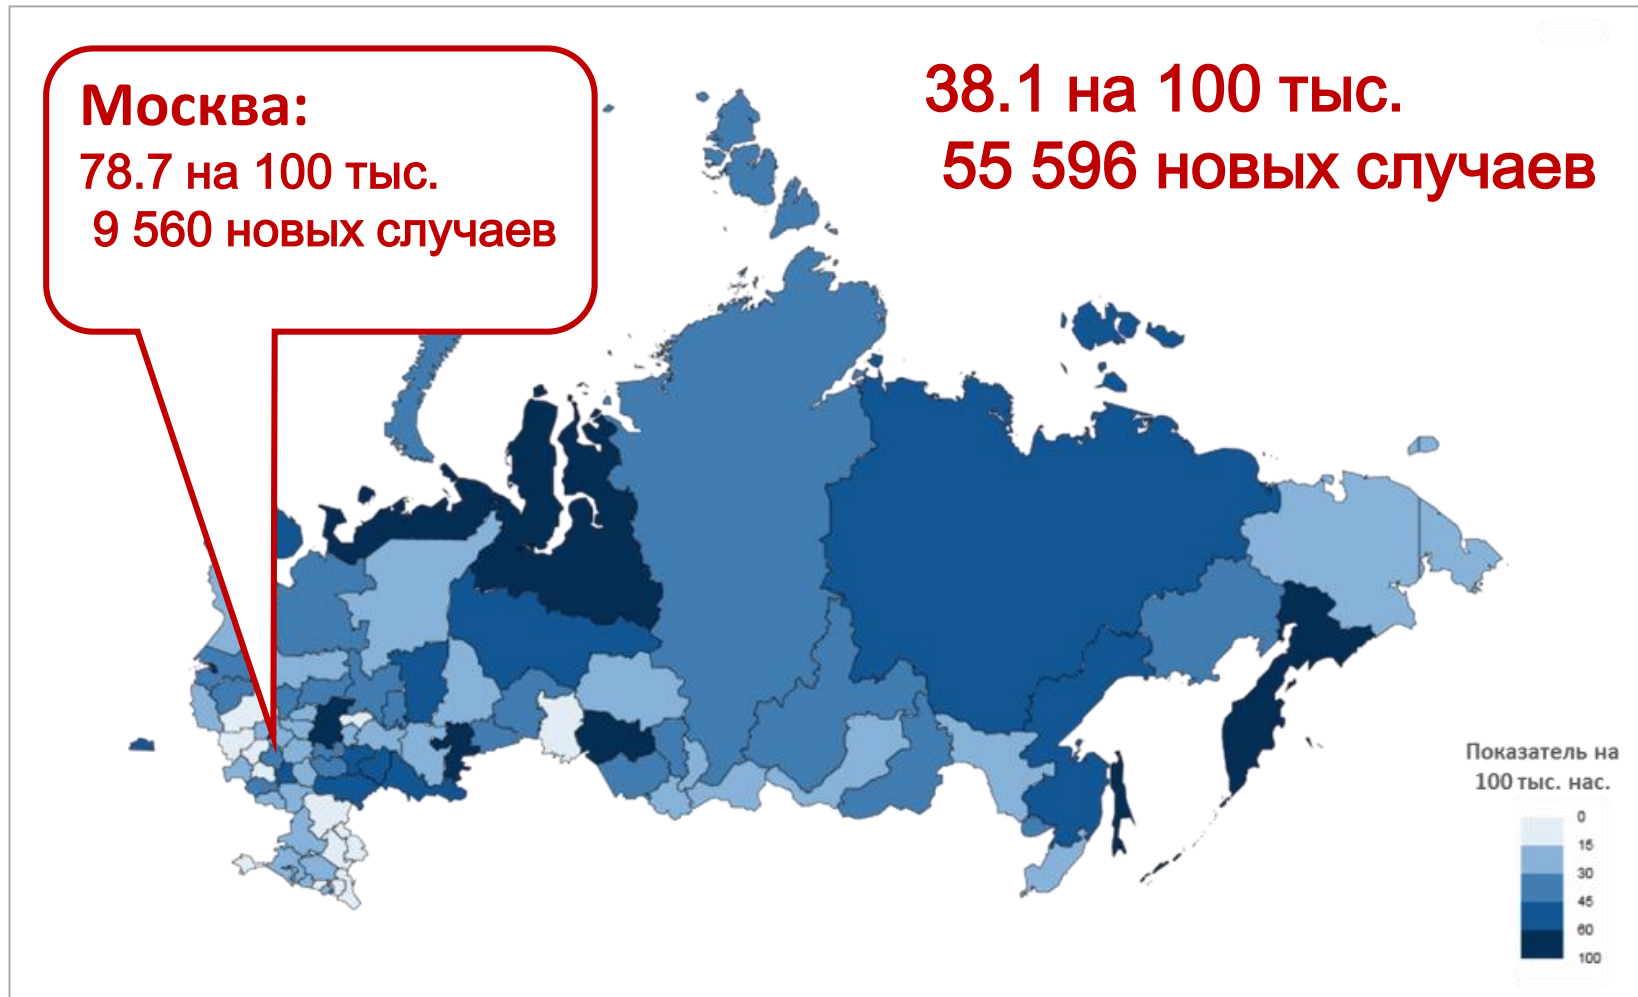 Москва:
78.7 на 100 тыс.
9 560 новых случаев
38.1 на 100 тыс.
55 596 новых случаев
Показатель на
100 тыс. нас.
0
15
30
45
60
100